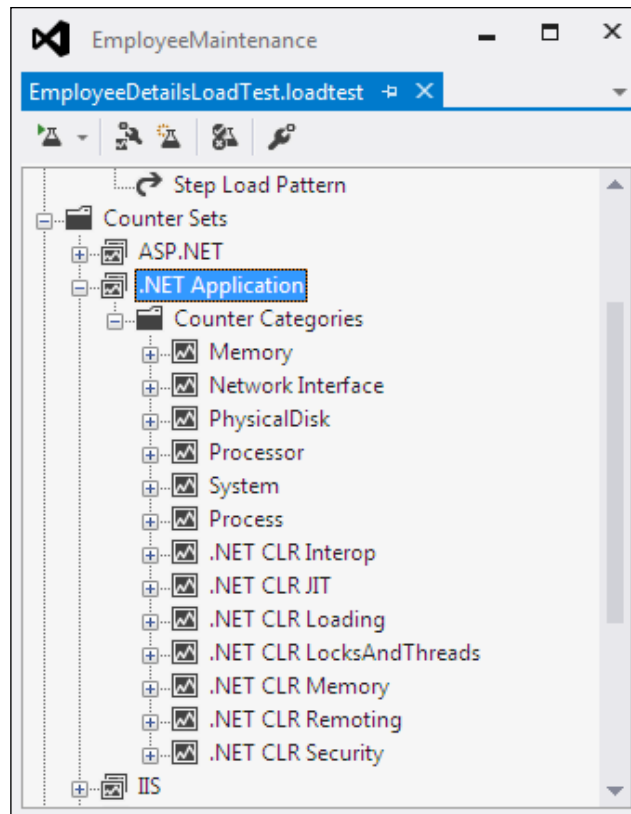 EmployeeMaintenance
EmployeeDetailsLoadTest.loadtest
Step Load Pattern
Counter Sets
ASP.NET
.NET Application
Counter Categories
Memory
Network Interface
PhysicalDisk
Processor
System
Process
.NET CLR Interop
.NET CLR JIT
.NET CLR Loading
.NET CLR LocksAndThreads
.NET CLR Memory
.NET CLR Remoting
.NET CLR Security
IIS